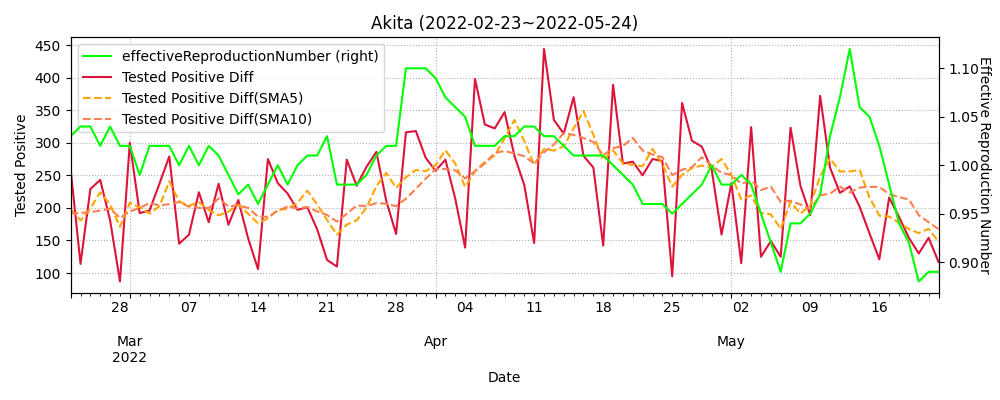 Akita (2022-02-23~2022-05-24)
effectiveReproductionNumber (right)
Tested Positive Diff
Tested Positive Diff(SMA5)
Tested Positive Diff(SMA10)
Tested Positive
450
400
350
300
250
200
150
100
Effective Reproduction Number
1.10
1.05
1.00
0.95
0.90
28 07 14 21 28 04 11 18 25 02 09 16
Mar Apr May
2022
Date